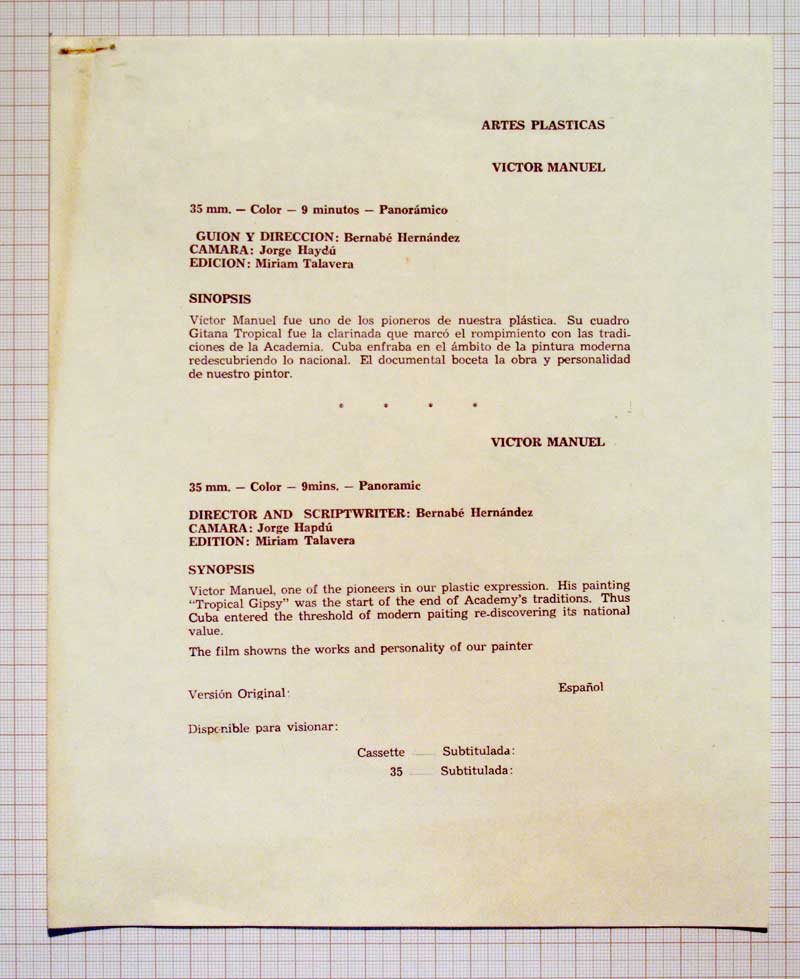 ARTES PLASTICAS
VICTOR MANUEL
35 mm. — Color — 9 minutos — Panorámico
GUION Y DIRECCION: Bernabé Hernández
CAMARA: Jorge Haydú
EDICION: Miriam Talavera
SINOPSIS
Víctor Manuel fue uno de los pioneros de nuestra plástica. Su cuadro
Gitana Tropical fue la clarinada que marcó el rompimiento con las tradi-
ciones de la Academia. Cuba enfraba en el ámbito de la pintura moderna
redescubriendo lo nacional. El documental boceta la obra y personalidad
de nuestro pintor.
* * * *
VICTOR MANUEL
35 mm. — Color — 9mins. — Panoramic
DIRECTOR AND SCRIPTWRITER: Bernabé Hernández
CAMARA: Jorge Hapdú
EDITION: Miriam Talavera
SYNOPSIS
Victor Manuel, one of the pioneers in our plastic expression. His painting
“Tropical Gipsy” was the start of the end of Academy’s traditions. Thus
Cuba entered the threshold of modern paiting re-discovering its national
value.
The film showns the works and personality of our painter
Versión Original: Español
Disponible para visionar:
Cassette ___ Subtitulada:
35 ___ Subtitulada: